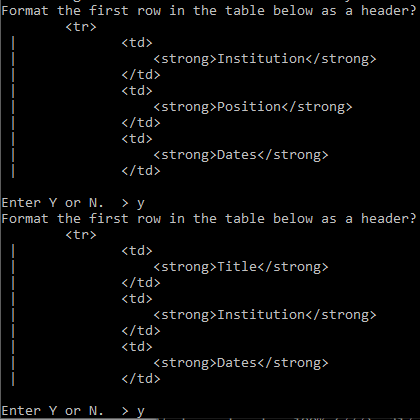 Format the first row in the table below as a header?
<tr>
| <td>
| <strong>Institution</strong>
| </td>
| <td>
| <strong>Position</strong>
| </td>
| <td>
| <strong>Dates</strong>
| </td>
Enter Y or N. > y
Format the first row in the table below as a header?
<tr>
| <td>
| <strong>Title</strong>
| </td>
| <td>
| <strong>Institution</strong>
| </td>
| <td>
| <strong>Dates</strong>
| </td>
Enter Y or N. > y